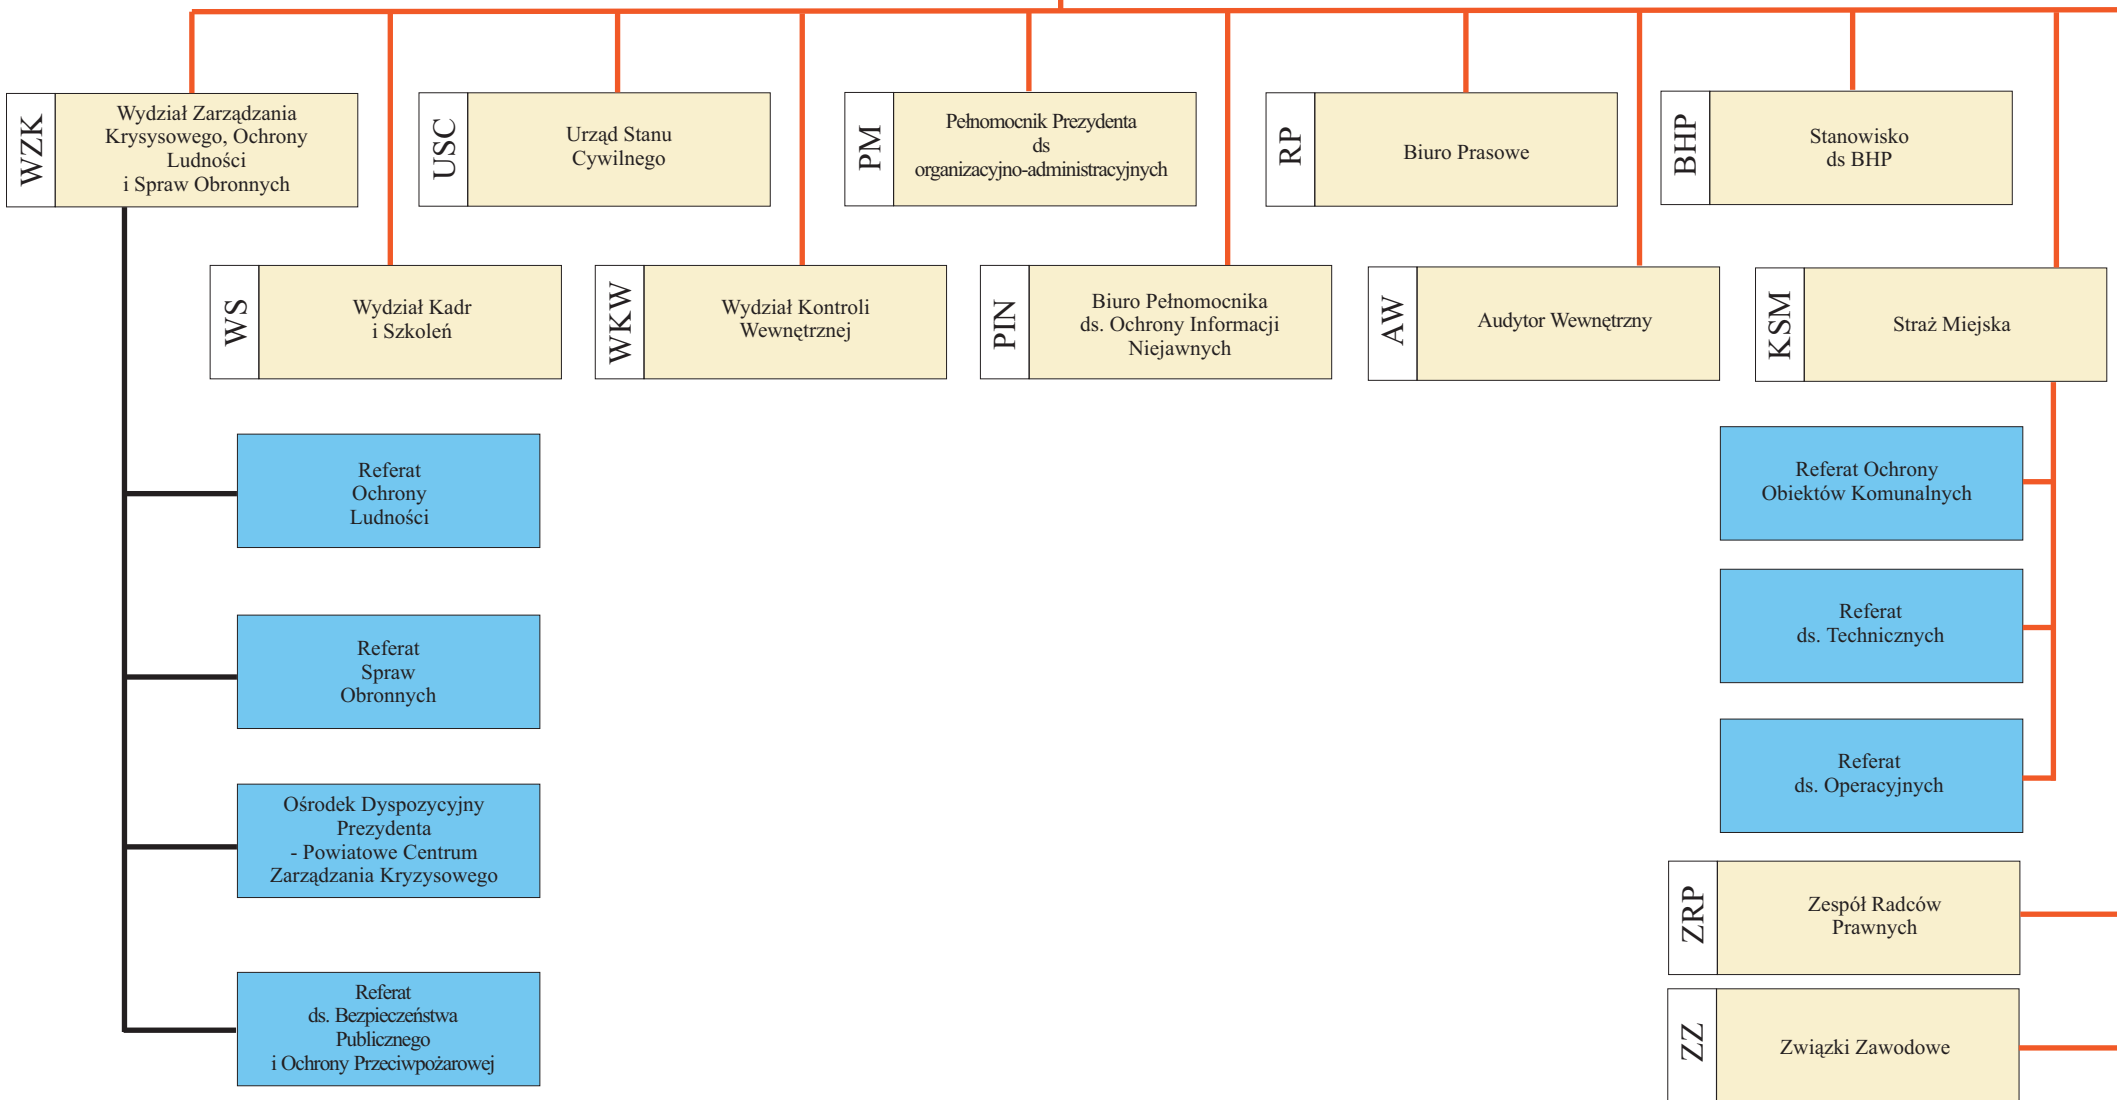 WZK
Wydział Zarządzania
Krysysowego, Ochrony
Ludności
i Spraw Obronnych
USC
Urząd Stanu
Cywilnego
PM
Pełnomocnik Prezydenta
ds
organizacyjno-administracyjnych
RP
Biuro Prasowe
BHP
Stanowisko
ds BHP
WS
Wydział Kadr
i Szkoleń
WKW
Wydział Kontroli
Wewnętrznej
PIN
Biuro Pełnomocnika
ds. Ochrony Informacji
Niejawnych
AW
Audytor Wewnętrzny
KSM
Straż Miejska
Referat
Ochrony
Ludności
Referat
Spraw
Obronnych
Ośrodek Dyspozycyjny
Prezydenta
- Powiatowe Centrum
Zarządzania Kryzysowego
Referat
ds. Bezpieczeństwa
Publicznego
i Ochrony Przeciwpożarowej
Referat Ochrony
Obiektów Komunalnych
Referat
ds. Technicznych
Referat
ds. Operacyjnych
ZRP
Zespół Radców
Prawnych
ZZ
Związki Zawodowe